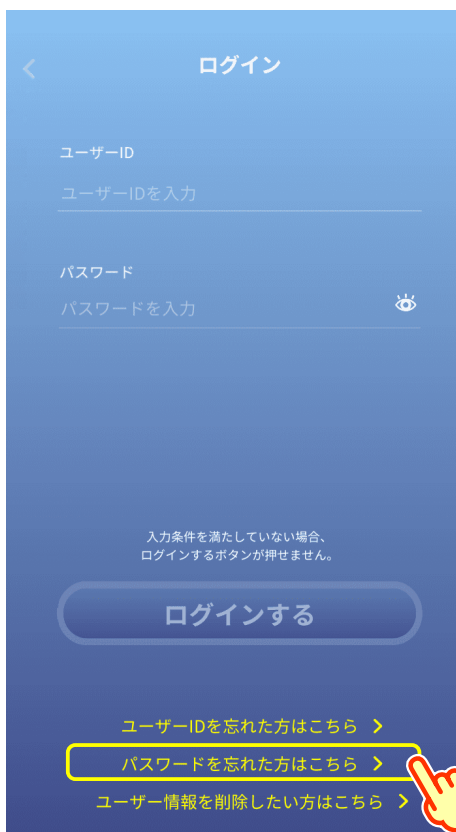 ログイン
ユーザーID
ユーザーIDを入力
パスワード
パスワードを入力
入力条件を満たしていない場合、
ログインするボタンが押せません。
ログインする
ユーザーIDを忘れた方はこちら
パスワードを忘れた方はこちら
ユーザー情報を削除したい方はこちら